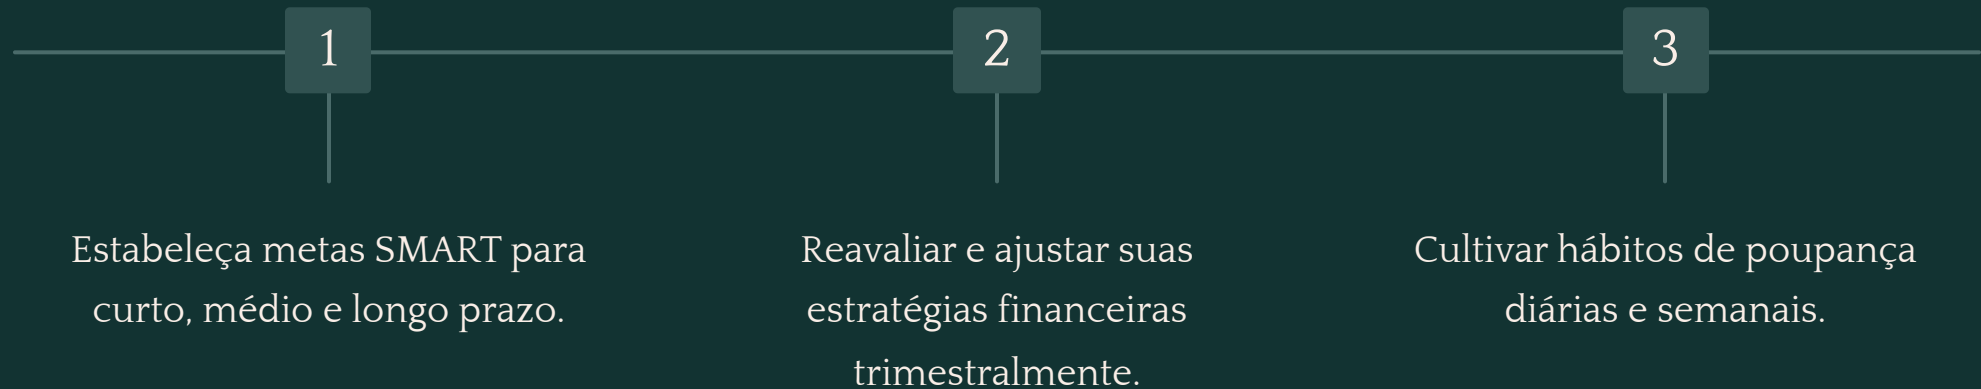 1
2
3
Estabeleça metas SMART para
curto, médio e longo prazo.
Reavaliar e ajustar suas
estratégias financeiras
trimestralmente.
Cultivar hábitos de poupança
diárias e semanais.